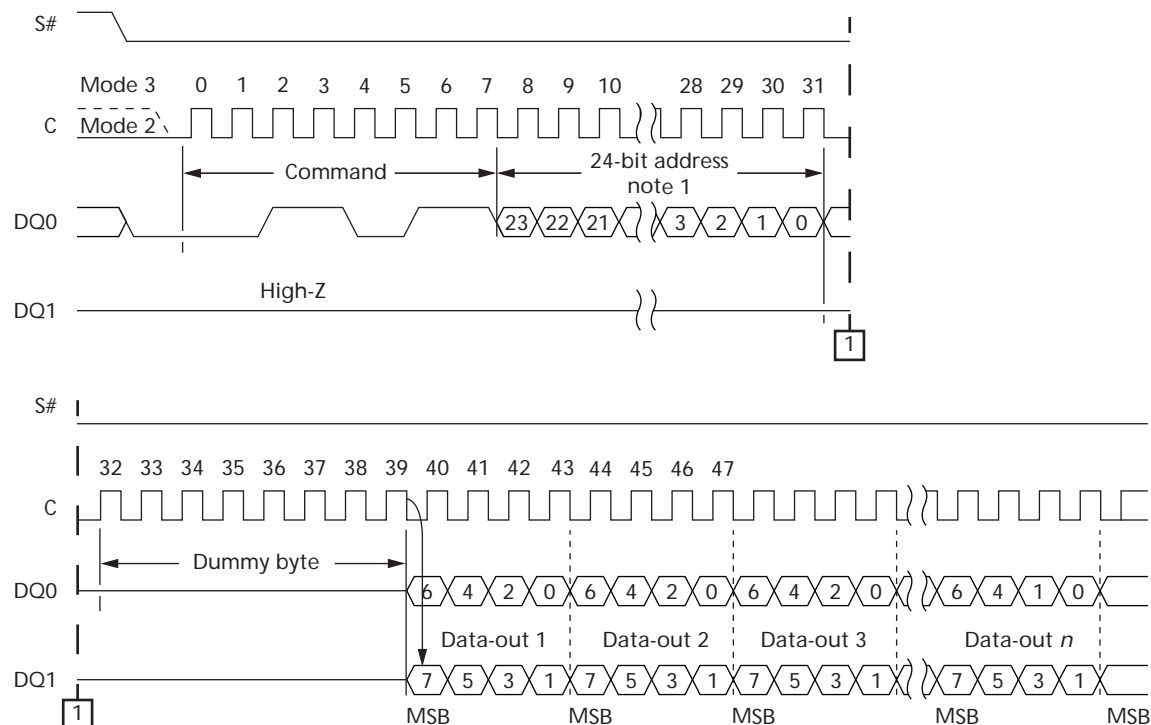 S#
Mode 3 0 1 2 3 4 5 6 7 8 9 10 28 29 30 31
C Mode 2
Command 24-bit address
note 1
DQ0 23 22 21 3 2 1 0
High-Z
DQ1
1
S#
32 33 34 35 36 37 38 39 40 41 42 43 44 45 46 47
C
Dummy byte
DQ0 6 4 2 0 6 4 2 0 6 4 2 0 6 4 1 0
Data-out 1 Data-out 2 Data-out 3 Data-out n
DQ1 7 5 3 1 7 5 3 1 7 5 3 1 7 5 3 1
1 MSB MSB MSB MSB MSB